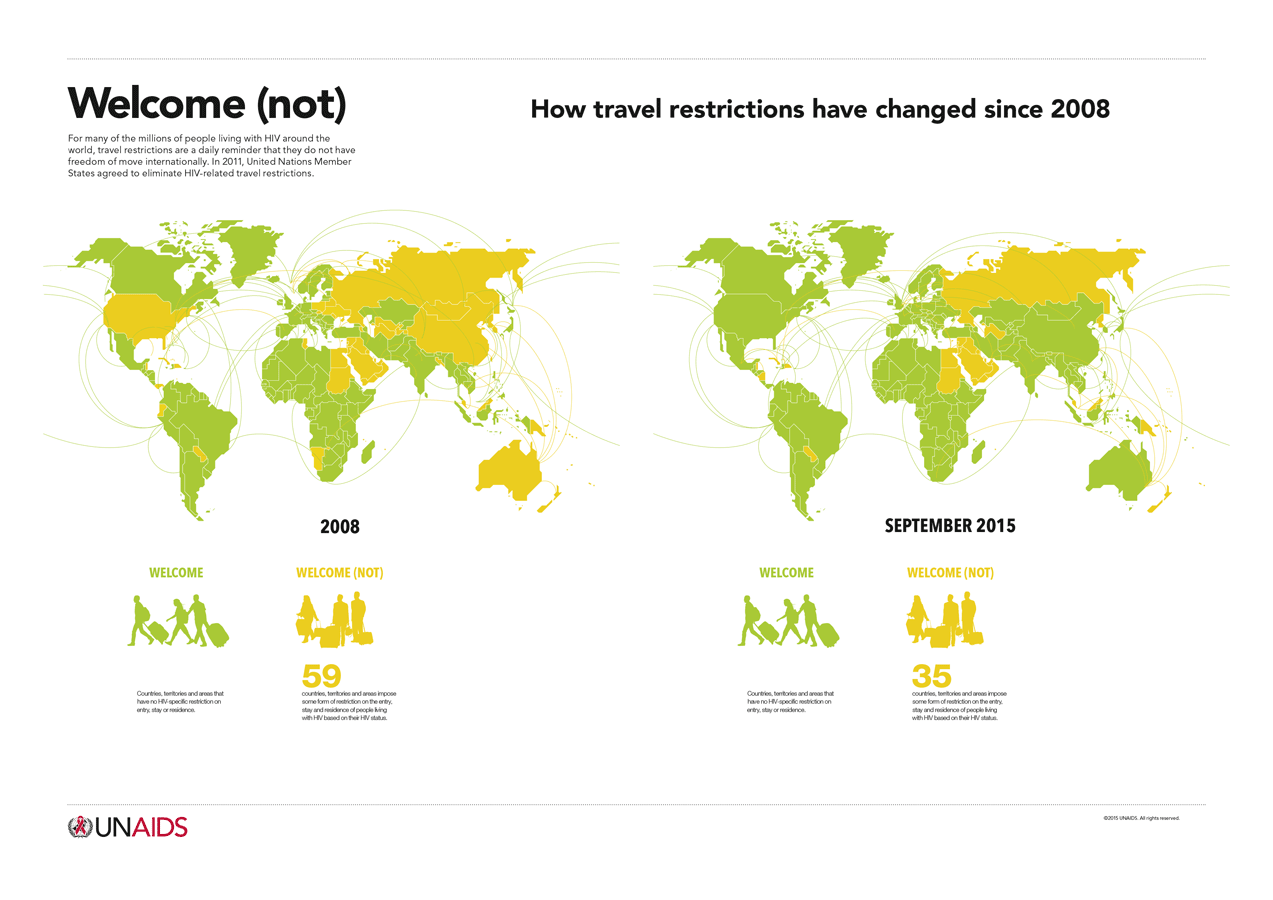 Welcome (not)
How travel restrictions have changed since 2008
For many of the millions of people living with HIV around the
world, travel restrictions are a daily reminder that they do not have
freedom of move internationally. In 2011, United Nations Member
States agreed to eliminate HIV-related travel restrictions.
2008
WELCOME
WELCOME (NOT)
59
Countries, territories and areas that
have no HIV-specific restriction on
entry, stay or residence.
countries, territories and areas impose
some form of restriction on the entry,
stay and residence of people living
with HIV based on their HIV status.
SEPTEMBER 2015
WELCOME
WELCOME (NOT)
35
Countries, territories and areas that
have no HIV-specific restriction on
entry, stay or residence.
countries, territories and areas impose
some form of restriction on the entry,
stay and residence of people living
with HIV based on their HIV status.
UNAIDS
©2015 UNAIDS. All rights reserved.